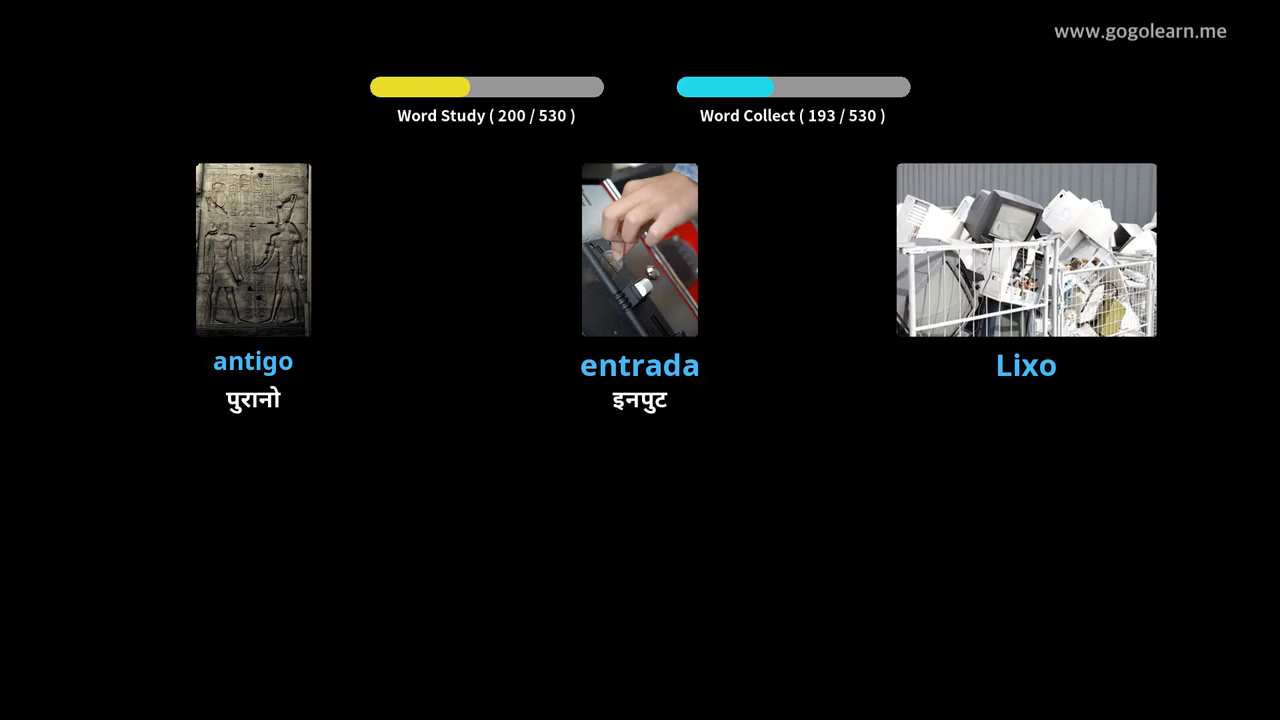 www.gogolearn.me
Word Study ( 200 / 530 )
Word Collect ( 193 / 530 )
antigo
पुरानो
entrada
इनपुट
Lixo